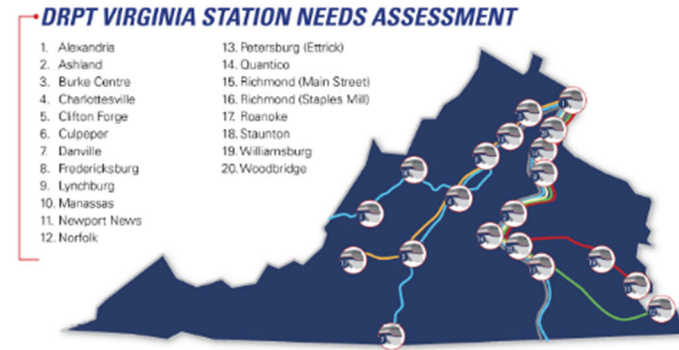 DRPT VIRGINIA STATION NEEDS ASSESSMENT
1. Alexandria
2. Ashland
3. Burke Centre
4. Charlottesville
5. Clifton Forge
6. Culpeper
7. Danville
8. Fredericksburg
9. Lynchburg
10. Manassas
11. Newport News
12. Norfolk
13. Petersburg (Ettrick)
14. Quantico
15. Richmond (Main Street)
16. Richmond (Staples Mill)
17. Roanoke
18. Staunton
19. Williamsburg
20. Woodbridge